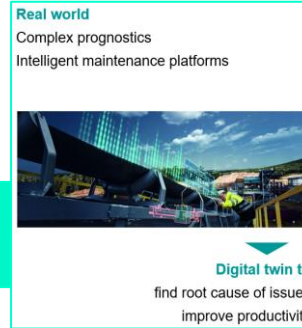 Real world
Complex prognostics
Intelligent maintenance platforms
Digital twin t
find root cause of issue
improve productivit